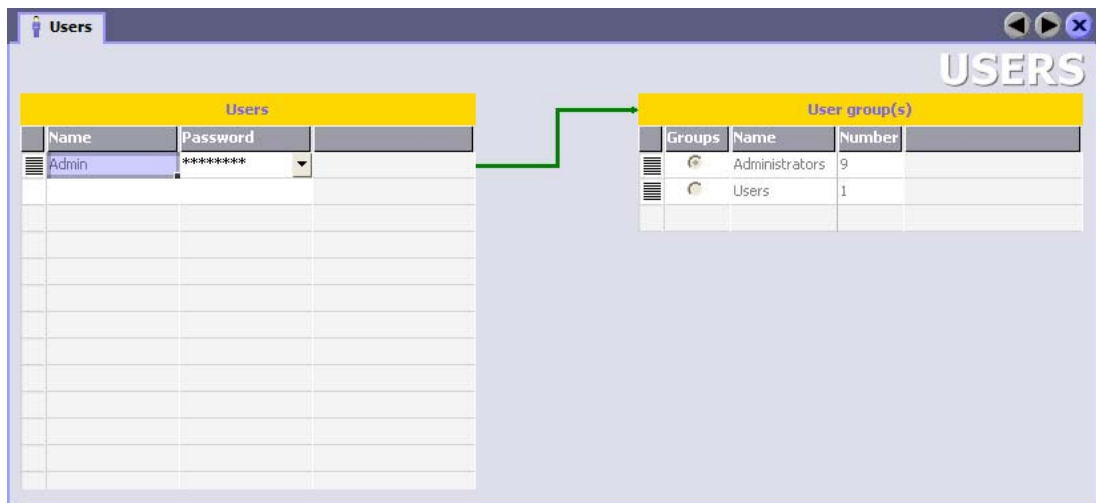 Users
USERS
Users
Name Password
Admin ********
User group(s)
Groups Name Number
Administrators 9
Users 1